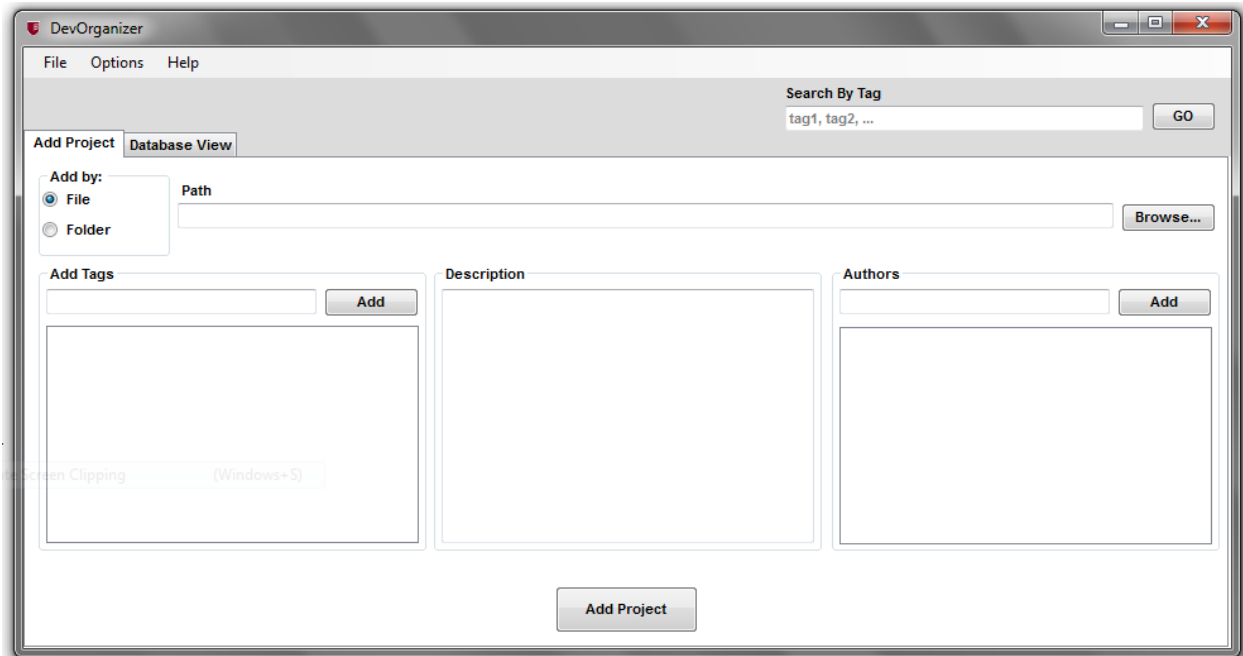 DevOrganizer
File Options Help
Search By Tag
tag1, tag2, ...
GO
Add Project Database View
Add by:
File
Folder
Path
Browse...
Add Tags
Add
Description
Authors
Add
Screen Clipping (Windows+S)
Add Project